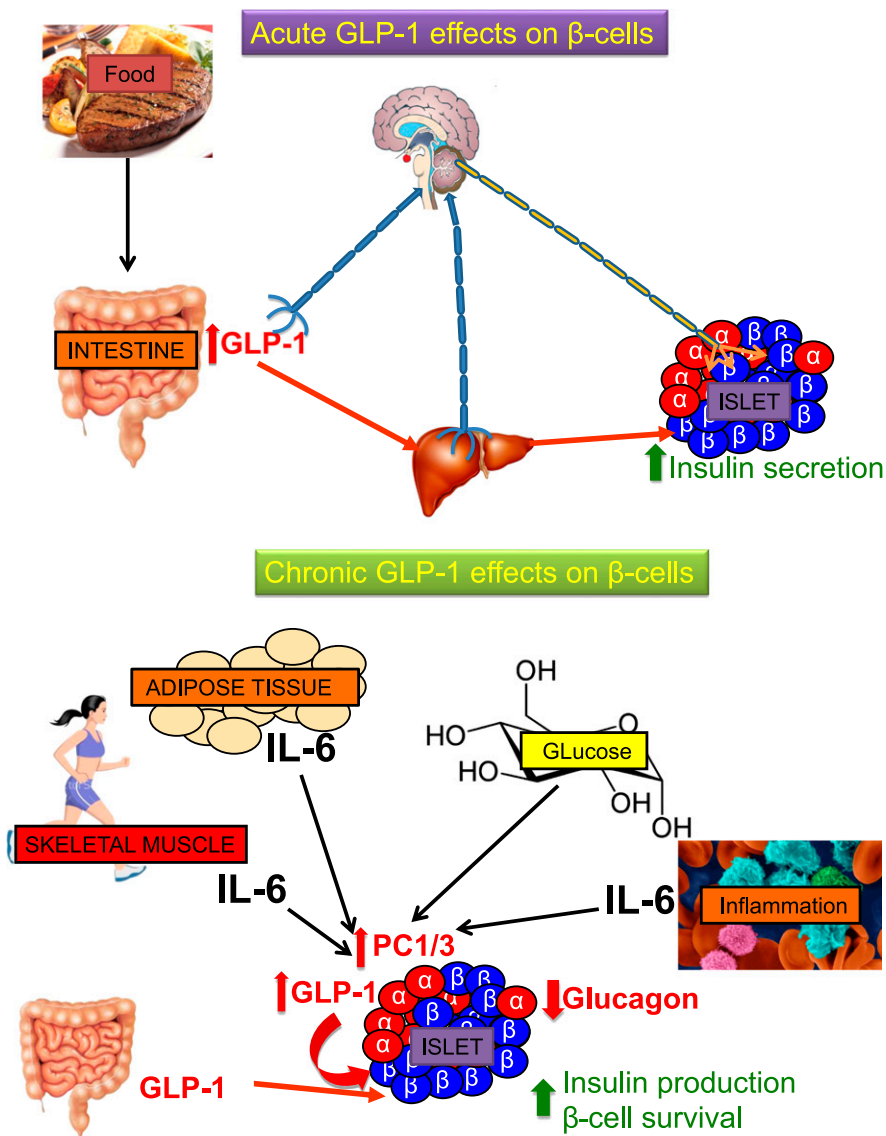 Acute GLP-1 effects on β-cells
Food
INTESTINE
GLP-1
α
α
α
α
α
β
β
β
β
β
β
β
β
β
β
β
ISLET
Insulin secretion
Chronic GLP-1 effects on β-cells
ADIPOSE TISSUE
IL-6
OH
HO
HO
O
OH
OH
GLucose
SKELETAL MUSCLE
IL-6
IL-6
Inflammation
PC1/3
GLP-1
Glucagon
α
α
α
α
α
β
β
β
β
β
β
β
β
β
β
β
ISLET
GLP-1
Insulin production
β-cell survival